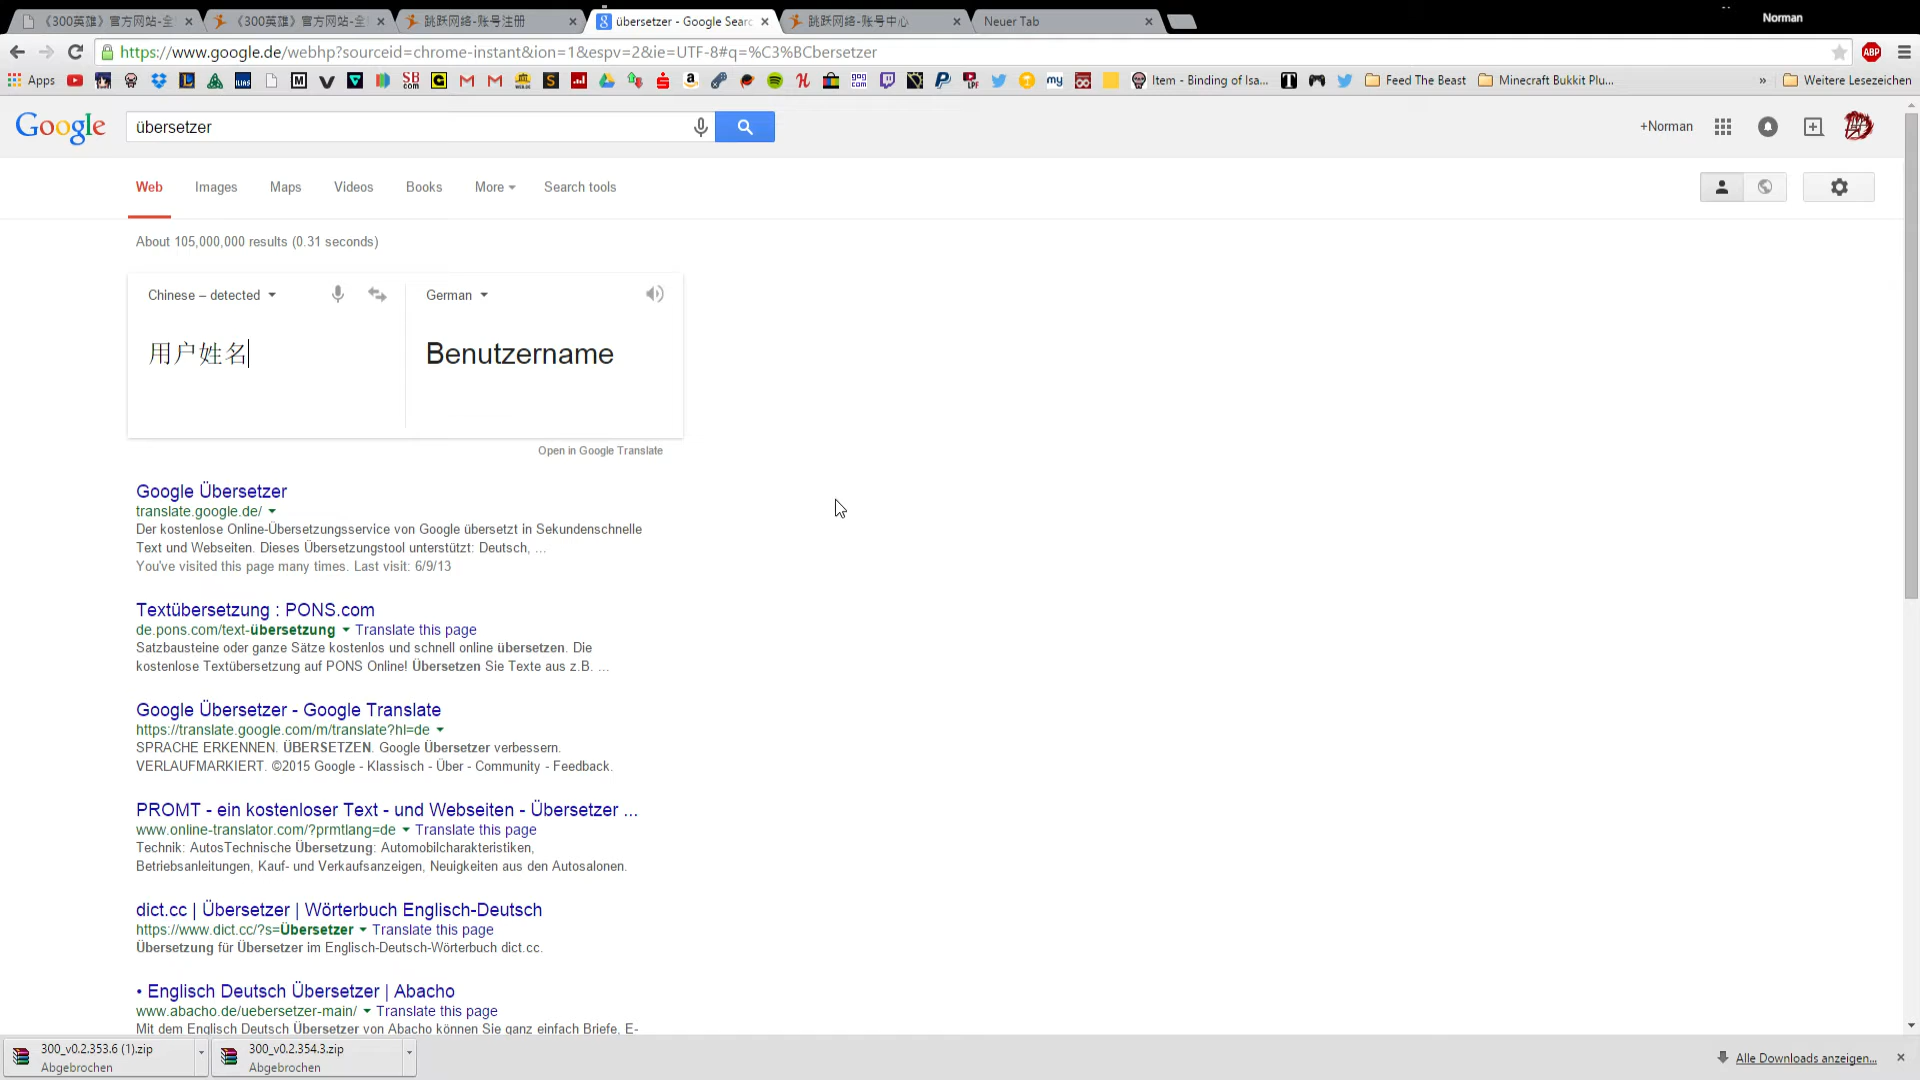 《300英雄》官方网站-全
《300英雄》官方网站-全
跳跃网络-账号注册
übersetzer - Google Searc
跳跃网络-账号中心
Neuer Tab
Norman
https://www.google.de/webhp?sourceid=chrome-instant&ion=1&espv=2&ie=UTF-8#q=%C3%BCbersetzer
ABP
Apps
Item - Binding of Isa...
Feed The Beast
Minecraft Bukkit Plu...
»
Weitere Lesezeichen
Google
übersetzer
+Norman
Web
Images
Maps
Videos
Books
More
Search tools
About 105,000,000 results (0.31 seconds)
Chinese – detected
German
用户姓名
Benutzername
Open in Google Translate
Google Übersetzer
translate.google.de/
Der kostenlose Online-Übersetzungsservice von Google übersetzt in Sekundenschnelle
Text und Webseiten. Dieses Übersetzungstool unterstützt: Deutsch, ...
You've visited this page many times. Last visit: 6/9/13
Textübersetzung : PONS.com
de.pons.com/text-übersetzung Translate this page
Satzbausteine oder ganze Sätze kostenlos und schnell online übersetzen. Die
kostenlose Textübersetzung auf PONS Online! Übersetzen Sie Texte aus z.B. ...
Google Übersetzer - Google Translate
https://translate.google.com/m/translate?hl=de
SPRACHE ERKENNEN. ÜBERSETZEN. Google Übersetzer verbessern.
VERLAUFMARKIERT. ©2015 Google - Klassisch - Über - Community - Feedback.
PROMT - ein kostenloser Text - und Webseiten - Übersetzer ...
www.online-translator.com/?prmtlang=de Translate this page
Technik: AutosTechnische Übersetzung: Automobilcharakteristiken,
Betriebsanleitungen, Kauf- und Verkaufsanzeigen, Neuigkeiten aus den Autosalonen.
dict.cc | Übersetzer | Wörterbuch Englisch-Deutsch
https://www.dict.cc/?s=Übersetzer Translate this page
Übersetzung für Übersetzer im Englisch-Deutsch-Wörterbuch dict.cc.
• Englisch Deutsch Übersetzer | Abacho
www.abacho.de/uebersetzer-main/ Translate this page
Mit dem Englisch Deutsch Übersetzer von Abacho können Sie ganz einfach Briefe, E-
300_v0.2.353.6 (1).zip
Abgebrochen
300_v0.2.354.3.zip
Abgebrochen
Alle Downloads anzeigen...